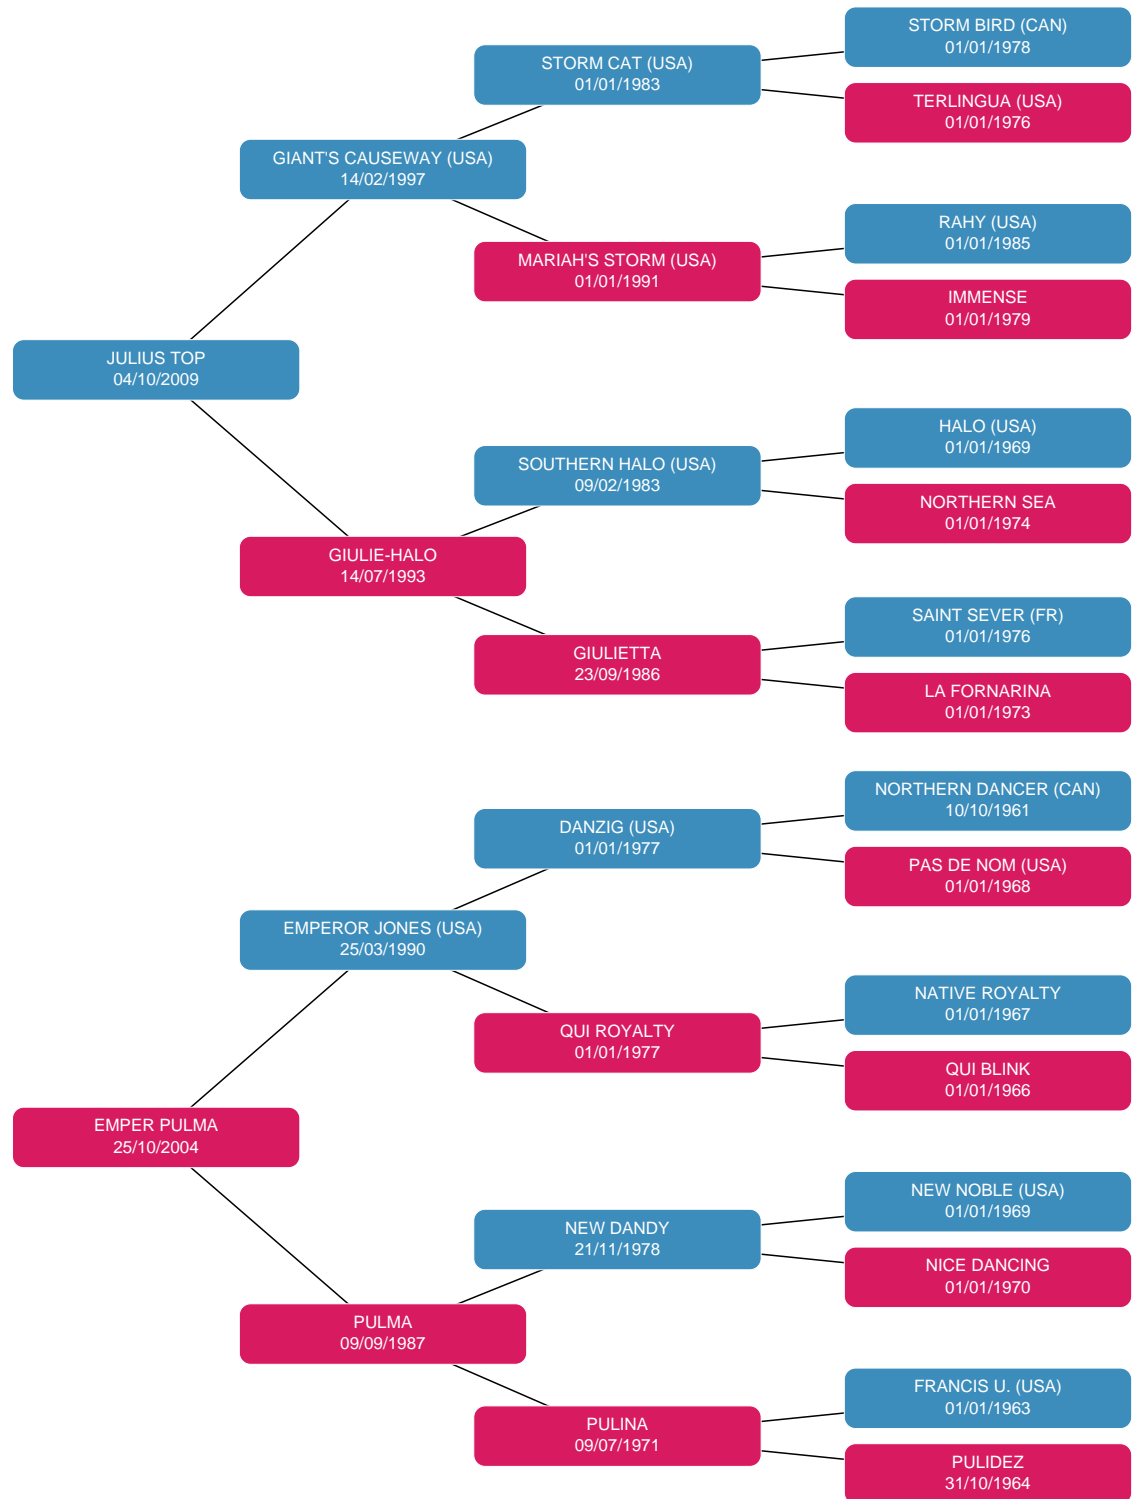 STORM BIRD (CAN)
01/01/1978
STORM CAT (USA)
01/01/1983
TERLINGUA (USA)
01/01/1976
GIANT'S CAUSEWAY (USA)
14/02/1997
RAHY (USA)
01/01/1985
MARIAH'S STORM (USA)
01/01/1991
IMMENSE
01/01/1979
JULIUS TOP
04/10/2009
HALO (USA)
01/01/1969
SOUTHERN HALO (USA)
09/02/1983
NORTHERN SEA
01/01/1974
GIULIE-HALO
14/07/1993
SAINT SEVER (FR)
01/01/1976
GIULIETTA
23/09/1986
LA FORNARINA
01/01/1973
NORTHERN DANCER (CAN)
10/10/1961
DANZIG (USA)
01/01/1977
PAS DE NOM (USA)
01/01/1968
EMPEROR JONES (USA)
25/03/1990
NATIVE ROYALTY
01/01/1967
QUI ROYALTY
01/01/1977
QUI BLINK
01/01/1966
EMPER PULMA
25/10/2004
NEW NOBLE (USA)
01/01/1969
NEW DANDY
21/11/1978
NICE DANCING
01/01/1970
PULMA
09/09/1987
FRANCIS U. (USA)
01/01/1963
PULINA
09/07/1971
PULIDEZ
31/10/1964